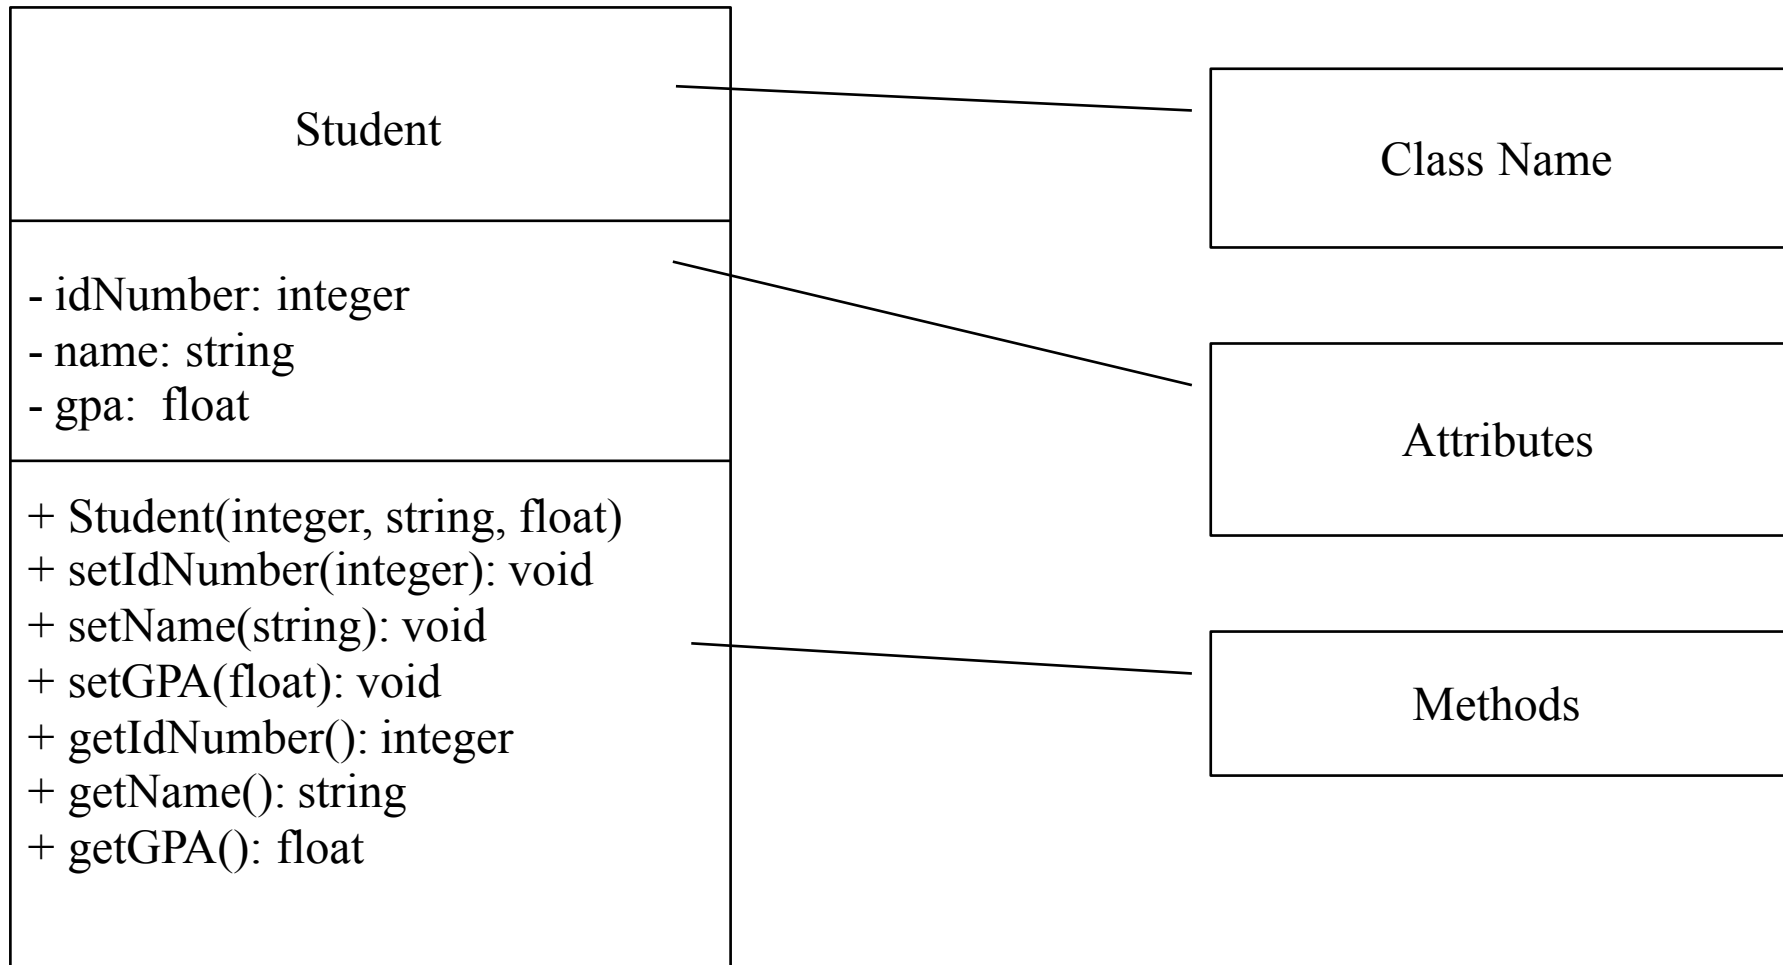 Student
- idNumber: integer
- name: string
- gpa:  float
+ Student(integer, string, float)
+ setIdNumber(integer): void
+ setName(string): void
+ setGPA(float): void
+ getIdNumber(): integer
+ getName(): string
+ getGPA(): float
Class Name
Attributes
Methods